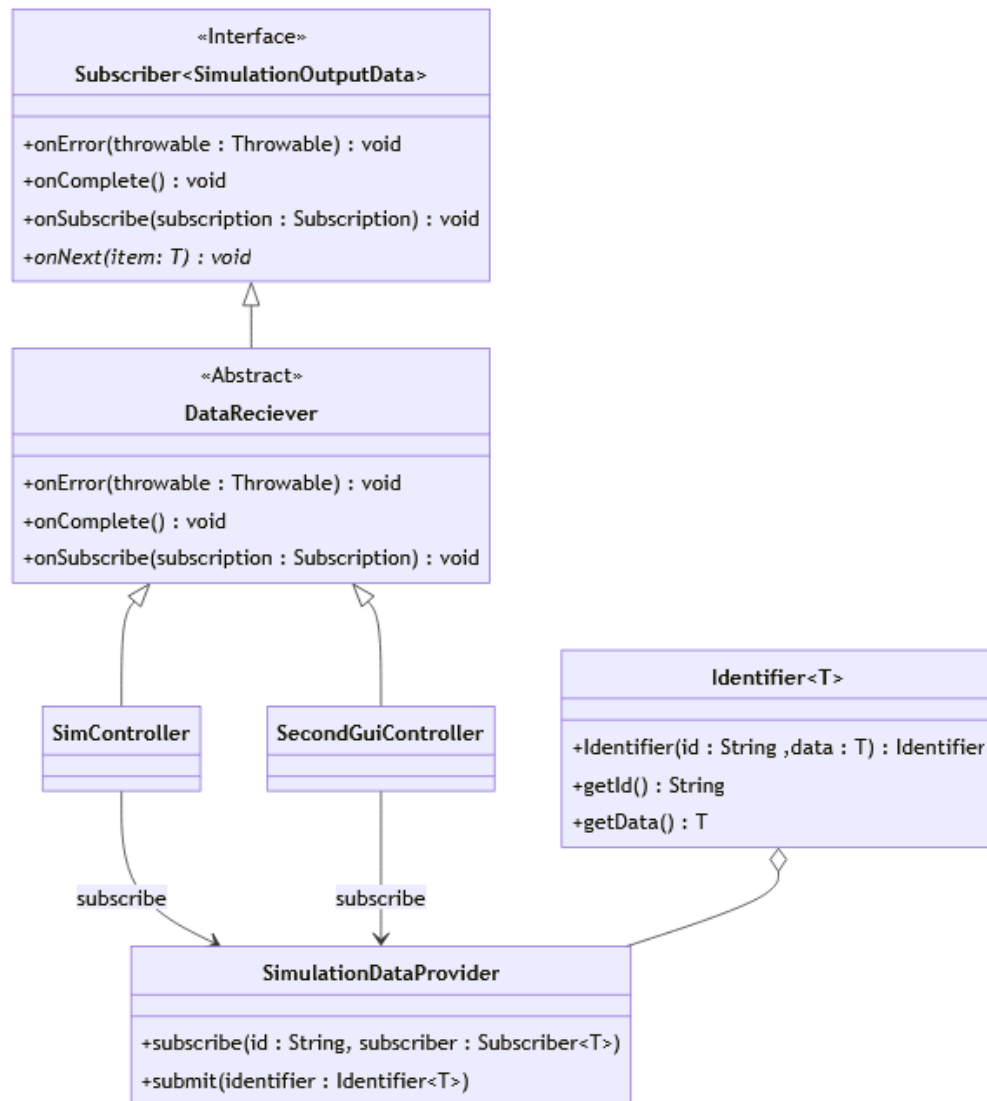 «Interface»
Subscriber<SimulationOutputData>
+onError(throwable : Throwable) : void
+onComplete() : void
+onSubscribe(subscription : Subscription) : void
+onNext(item: T) : void
«Abstract»
DataReciever
+onError(throwable : Throwable) : void
+onComplete() : void
+onSubscribe(subscription : Subscription) : void
SimController
SecondGuiController
Identifier<T>
+Identifier(id : String ,data : T) : Identifier
+getId() : String
+getData() : T
subscribe
subscribe
SimulationDataProvider
+subscribe(id : String, subscriber : Subscriber<T>)
+submit(identifier : Identifier<T>)